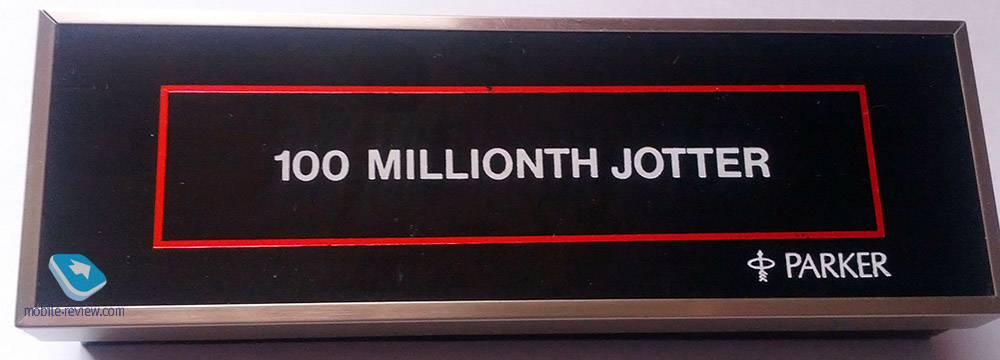 100 MILLIONTH JOTTER
PARKER
mobile-review.com